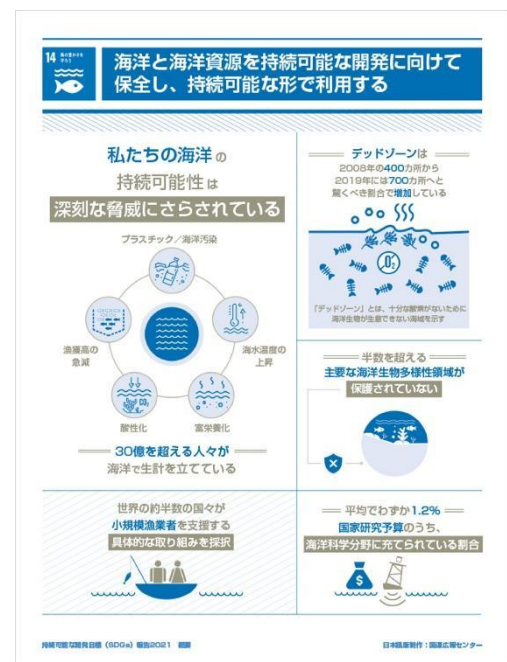 14 海の豊かさを
守ろう
海洋と海洋資源を持続可能な開発に向けて
保全し、持続可能な形で利用する
私たちの海洋の
持続可能性は
深刻な脅威にさらされている
プラスチック／海洋汚染
漁獲高の
急減
海水温度の
上昇
CO₂
酸性化
富栄養化
30億を超える人々が
海洋で生計を立てている
デッドゾーンは
2008年の400カ所から
2019年には700カ所へと
驚くべき割合で増加している
O₂
「デッドゾーン」とは、十分な酸素がないために
海洋生物が生息できない海域を示す
半数を超える
主要な海洋生物多様性領域が
保護されていない
世界の約半数の国々が
小規模漁業者を支援する
具体的な取り組みを採択
平均でわずか1.2%
国家研究予算のうち、
海洋科学分野に充てられている割合
$
持続可能な開発目標（SDGs）報告2021 概要
日本語版制作：国連広報センター